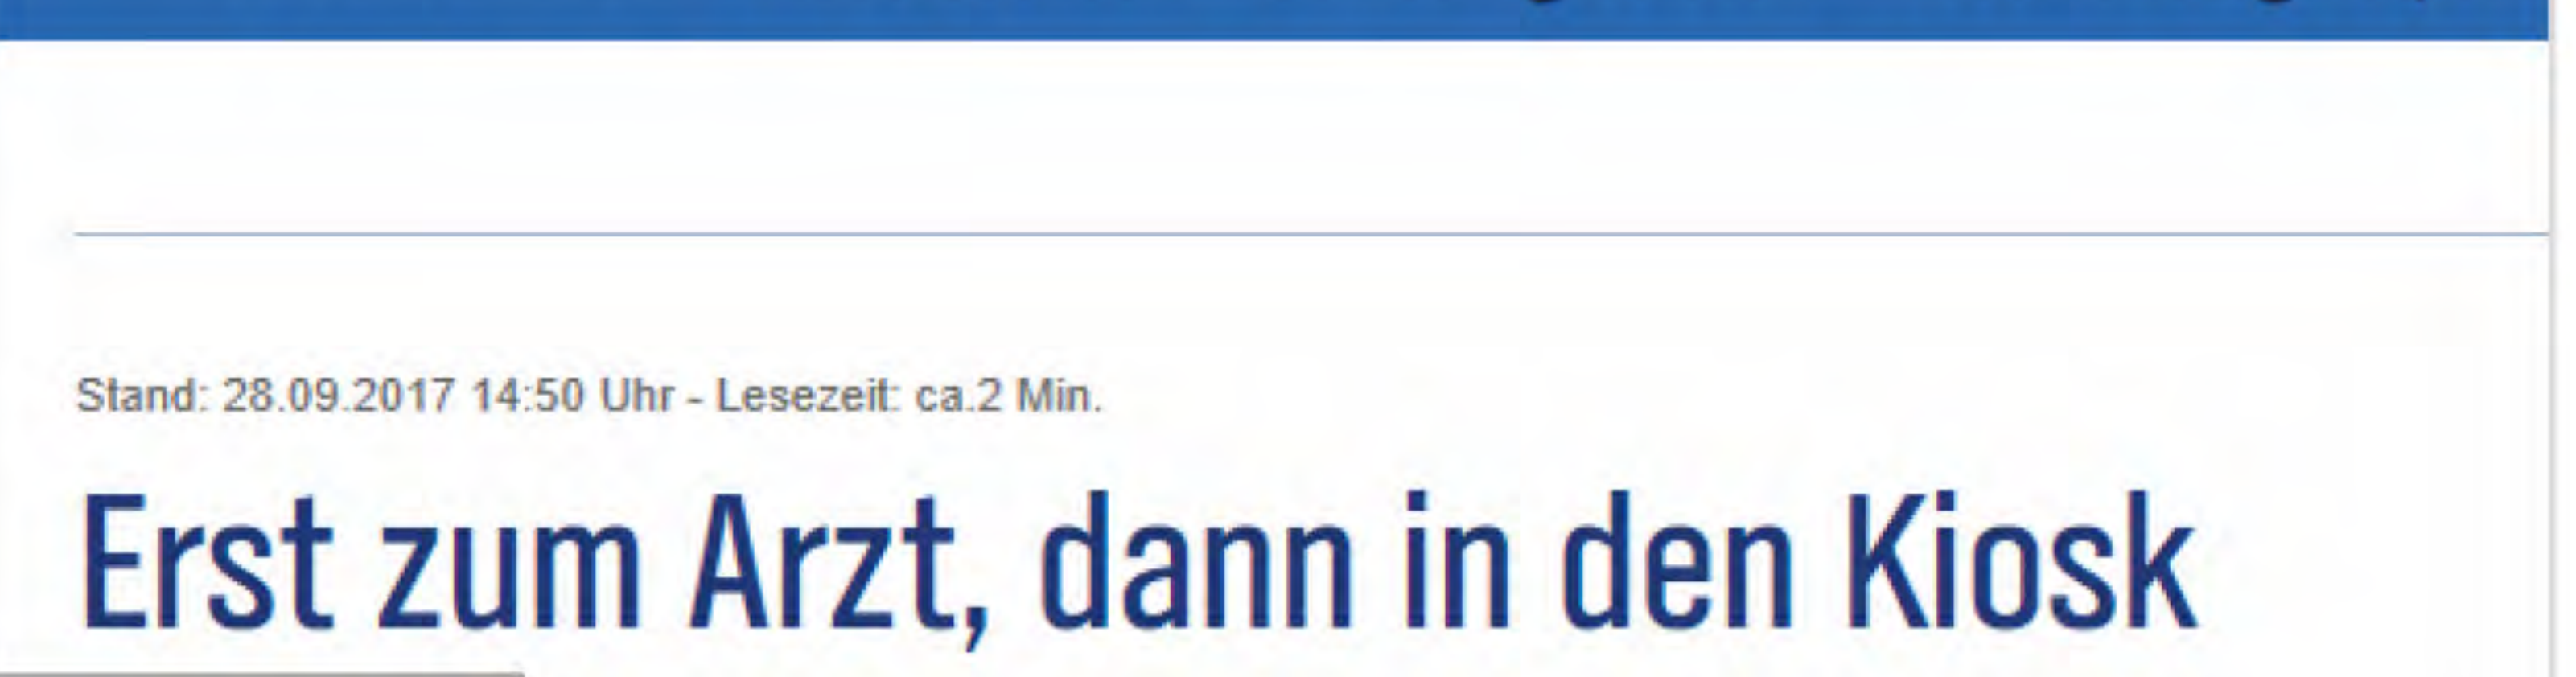 Stand: 28.09.2017 14:50 Uhr - Lesezeit: ca.2 Min.
Erst zum Arzt, dann in den Kiosk